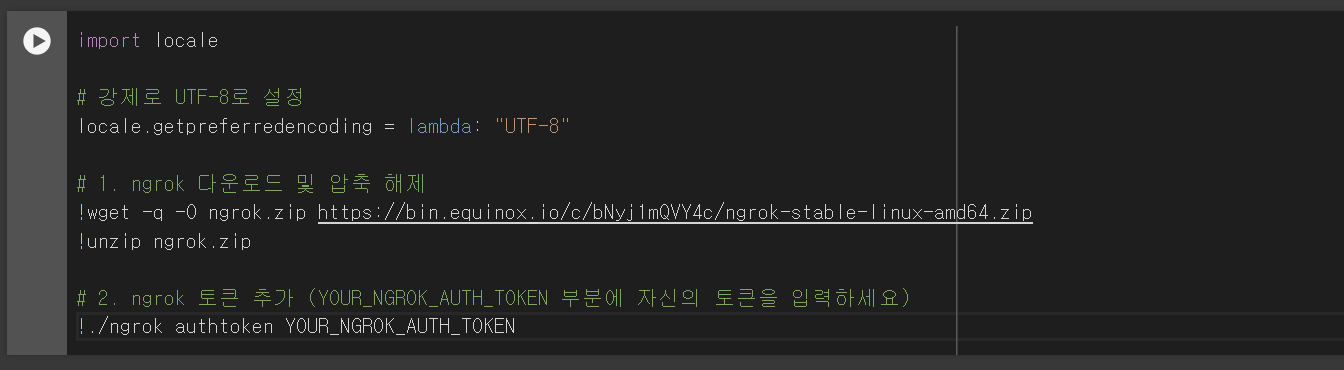 import locale
# 강제로 UTF-8로 설정
locale.getpreferredencoding = lambda: "UTF-8"
# 1. ngrok 다운로드 및 압축 해제
!wget -q -O ngrok.zip https://bin.equinox.io/c/bNyj1mQVY4c/ngrok-stable-linux-amd64.zip
!unzip ngrok.zip
# 2. ngrok 토큰 추가 (YOUR_NGROK_AUTH_TOKEN 부분에 자신의 토큰을 입력하세요)
!./ngrok authtoken YOUR_NGROK_AUTH_TOKEN